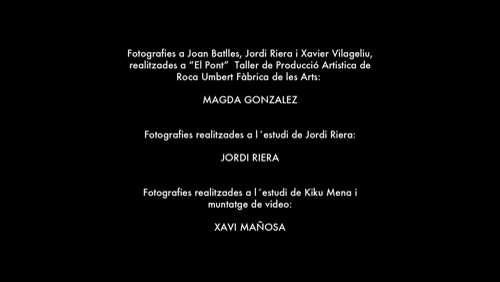 Fotografies a Joan Batlles, Jordi Riera i Xavier Vilageliu,
realitzades a “El Pont”  Taller de Producció Artistica de
Roca Umbert Fàbrica de les Arts:
MAGDA GONZALEZ
Fotografies realitzades a l´estudi de Jordi Riera:
JORDI RIERA
Fotografies realitzades a l´estudi de Kiku Mena i
muntatge de video:
XAVI MAÑOSA